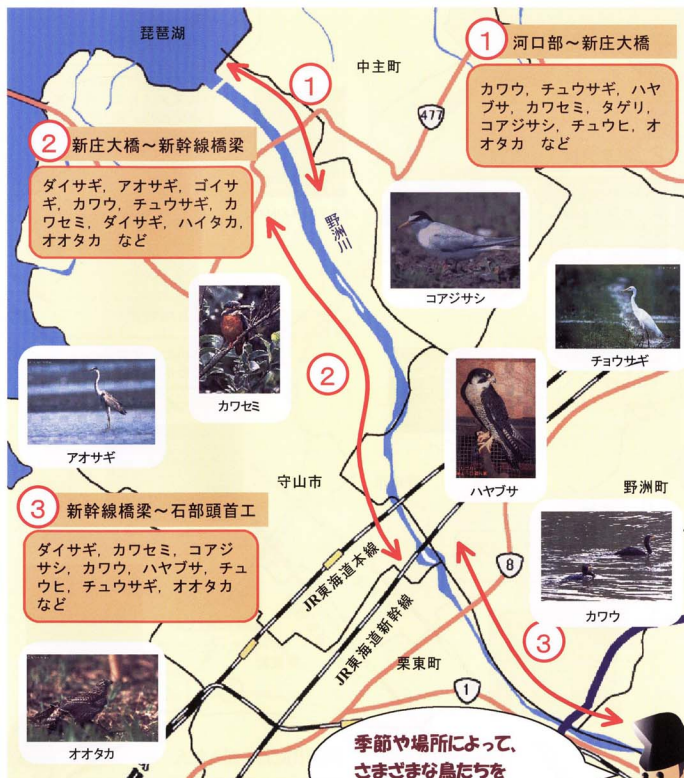 琵琶湖
中主町
① 河口部～新庄大橋
カワウ, チュウサギ, ハヤ
ブサ, カワセミ, タゲリ,
コアジサシ, チュウヒ, オ
オタカ など
①
477
② 新庄大橋～新幹線橋梁
ダイサギ, アオサギ, ゴイサ
ギ, カワウ, チュウサギ, カ
ワセミ, ダイサギ, ハイタカ,
オオタカ など
野洲川
コアジサシ
チョウサギ
カワセミ
②
アオサギ
ハヤブサ
守山市
野洲町
③ 新幹線橋梁～石部頭首工
ダイサギ, カワセミ, コアジ
サシ, カワウ, ハヤブサ, チュ
ウヒ, チュウサギ, オオタカ
など
JR東海道本線
JR東海道新幹線
8
カワウ
③
栗東町
1
オオタカ
季節や場所によって、
さまざまな鳥たちを